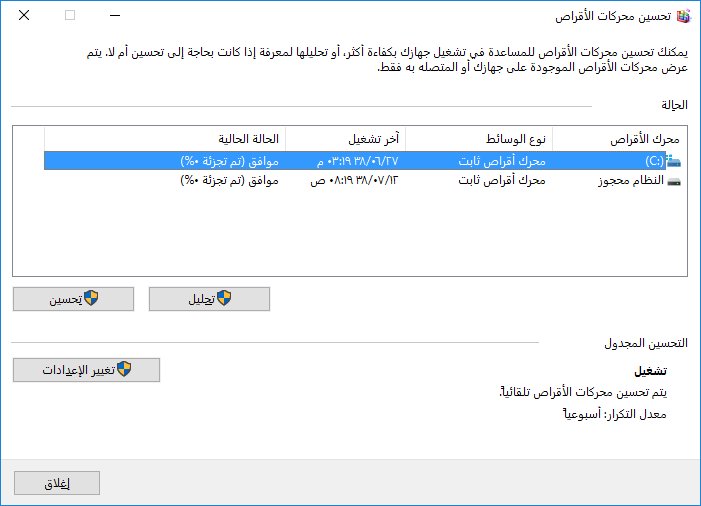 تحسين محركات الأقراص
يمكنك تحسين محركات الأقراص للمساعدة في تشغيل جهازك بكفاءة أكثر، أو تحليلها لمعرفة إذا كانت بحاجة إلى تحسين أم لا. يتم
عرض محركات الأقراص الموجودة على جهازك أو المتصله به فقط.
الحالة
محرك الأقراص نوع الوسائط آخر تشغيل الحالة الحالية
(C:) محرك أقراص ثابت ٣٨/٠٦/٢٧ ٠٣:١٩ م موافق (تم تجزئة ٠%)
النظام محجوز محرك أقراص ثابت ٣٨/٠٧/١٢ ٠٨:١٩ ص موافق (تم تجزئة ٠%)
تحليل تحسين
التحسين المجدول
تشغيل
تغيير الإعدادات
يتم تحسين محركات الأقراص تلقائياً.
معدل التكرار: أسبوعياً
إغلاق